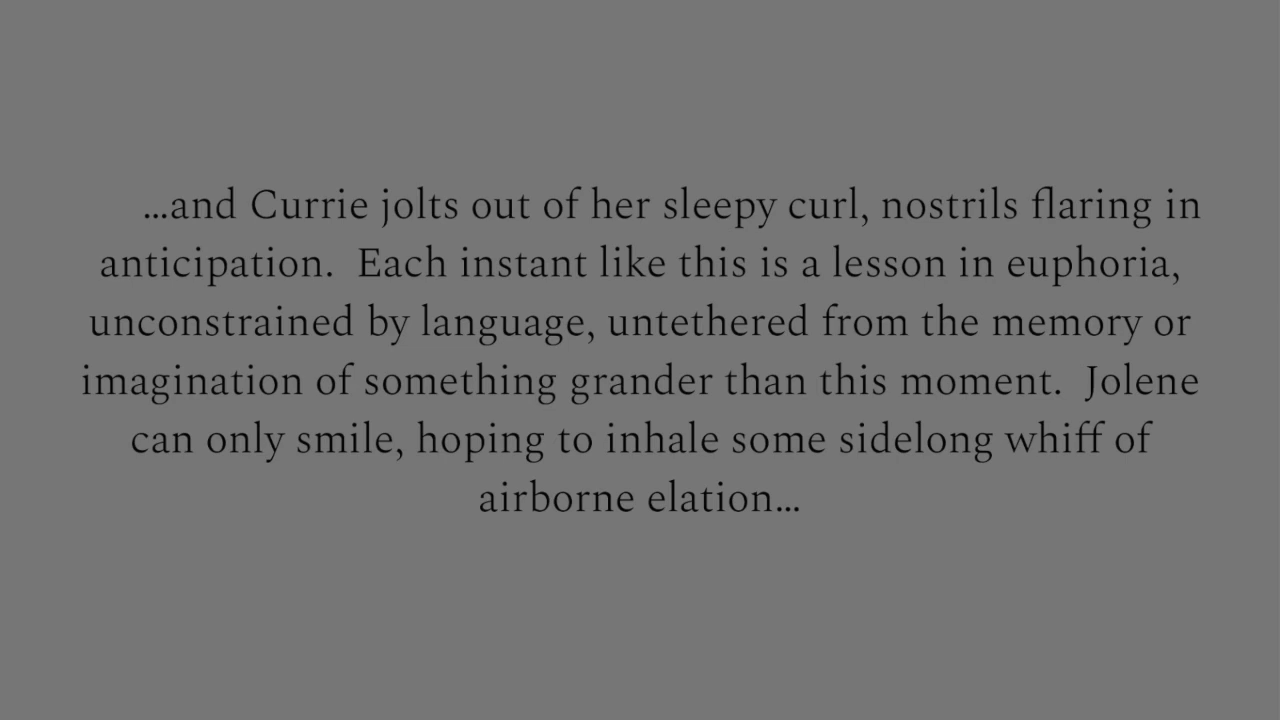 …and Currie jolts out of her sleepy curl, nostrils flaring in
anticipation.  Each instant like this is a lesson in euphoria,
unconstrained by language, untethered from the memory or
imagination of something grander than this moment.  Jolene
can only smile, hoping to inhale some sidelong whiff of
airborne elation…